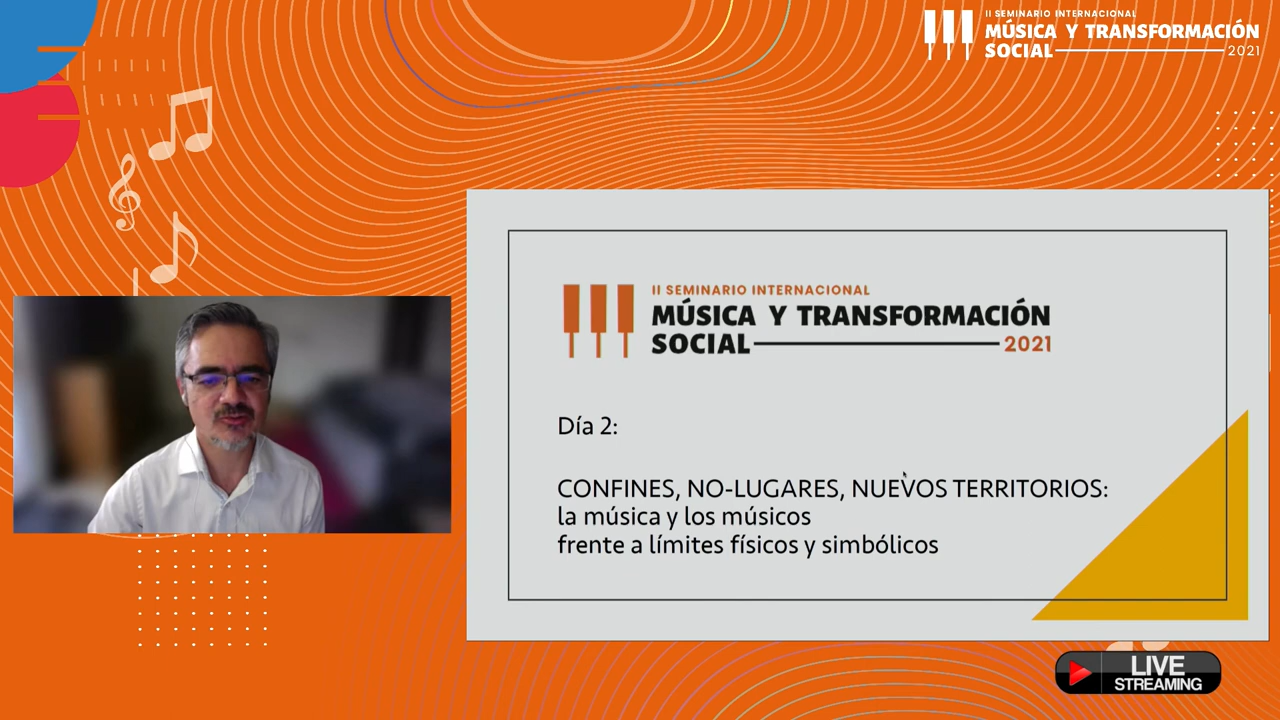 II SEMINARIO INTERNACIONAL
MÚSICA Y TRANSFORMACIÓN
SOCIAL
2021
II SEMINARIO INTERNACIONAL
MÚSICA Y TRANSFORMACIÓN
SOCIAL
2021
Día 2:
CONFINES, NO-LUGARES, NUEVOS TERRITORIOS:
la música y los músicos
frente a límites físicos y simbólicos
LIVE
STREAMING